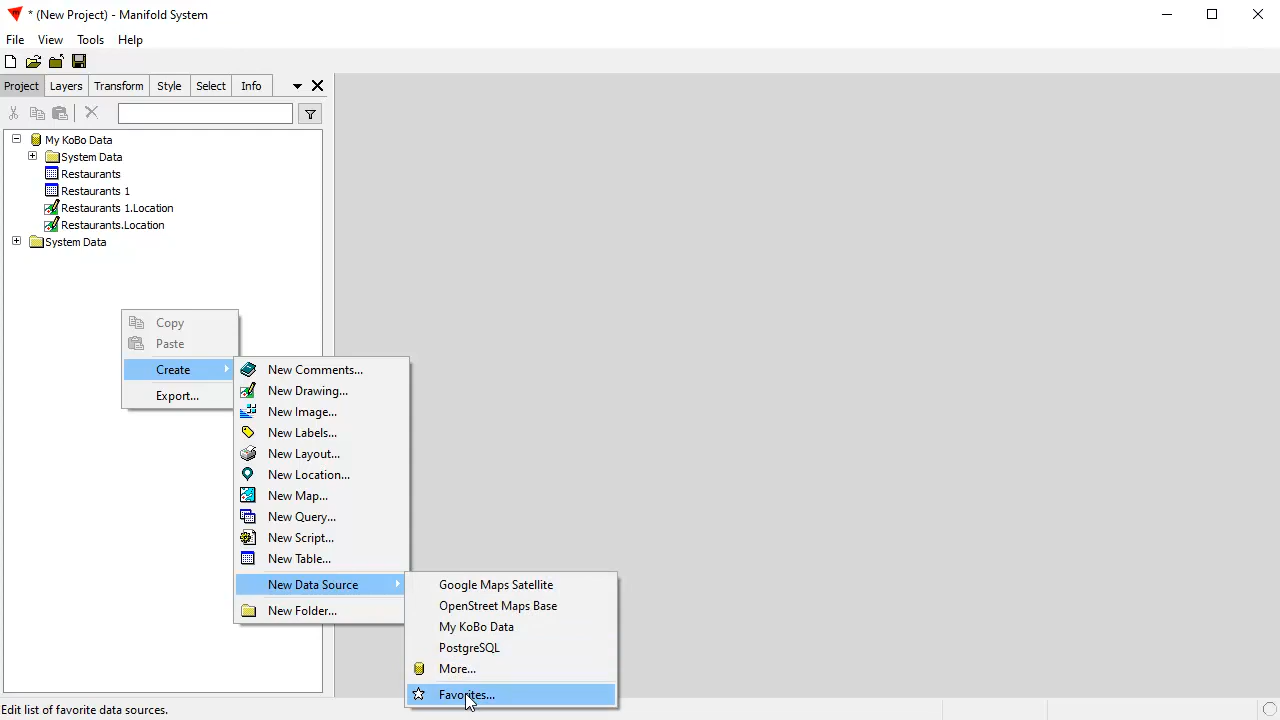 * (New Project) - Manifold System
File View Tools Help
Project Layers Transform Style Select Info
My KoBo Data
System Data
Restaurants
Restaurants 1
Restaurants 1.Location
Restaurants.Location
System Data
Copy
Paste
Create
Export...
New Comments...
New Drawing...
New Image...
New Labels...
New Layout...
New Location...
New Map...
New Query...
New Script...
New Table...
New Data Source
New Folder...
Google Maps Satellite
OpenStreet Maps Base
My KoBo Data
PostgreSQL
More...
Favorites...
Edit list of favorite data sources.